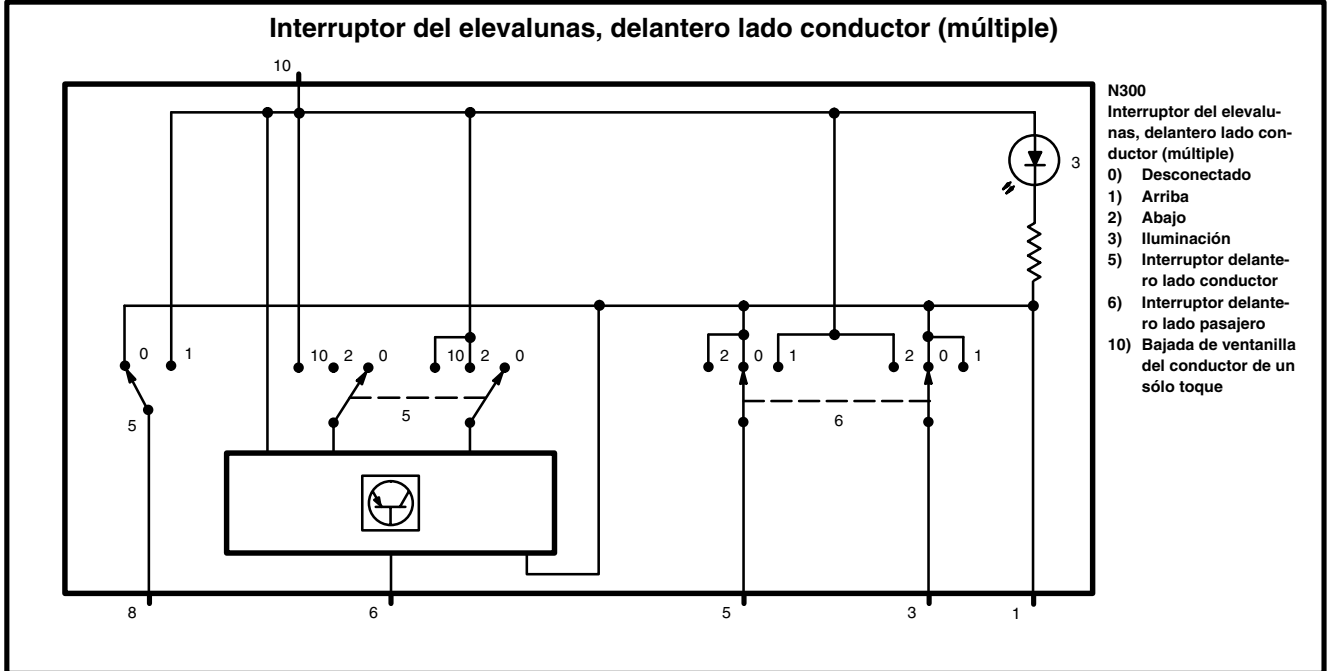 Interruptor del elevalunas, delantero lado conductor (múltiple)
10
N300
Interruptor del elevalu-
nas, delantero lado con-
ductor (múltiple)
0) Desconectado
1) Arriba
2) Abajo
3) Iluminación
5) Interruptor delante-
ro lado conductor
6) Interruptor delante-
ro lado pasajero
10) Bajada de ventanilla
del conductor de un
sólo toque
3
0 1 10 2 0 10 2 0 2 0 1 2 0 1
5 5 6
8 6 5 3 1